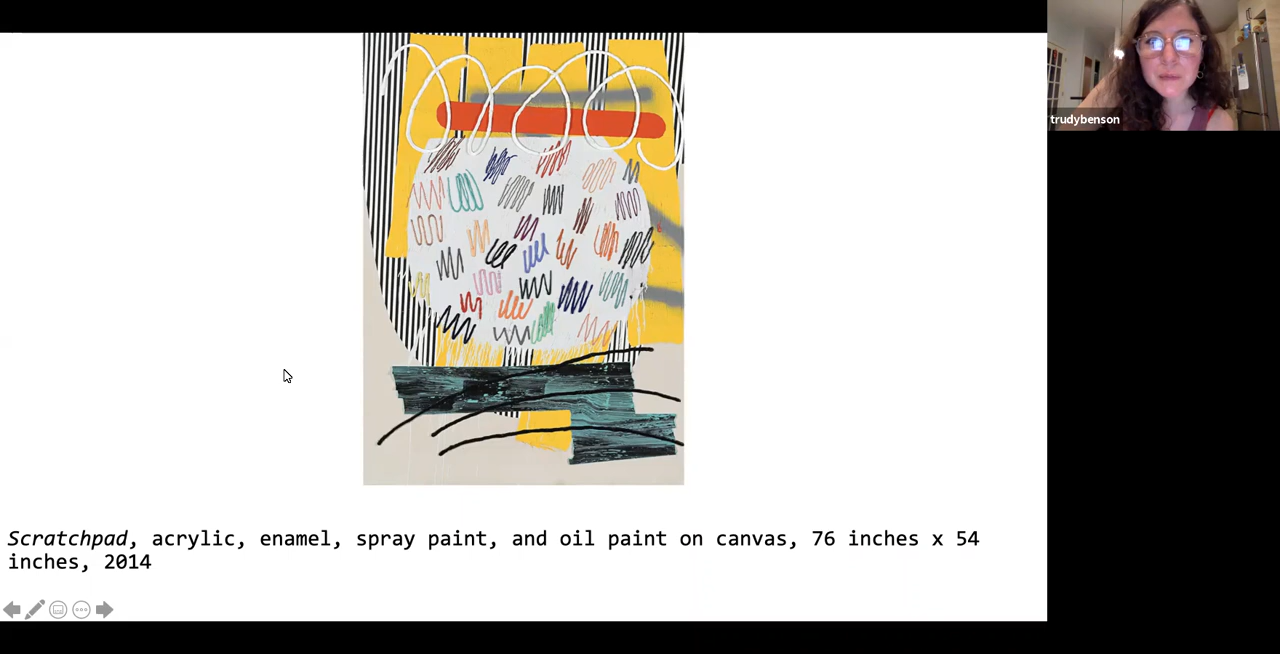 trudybenson
Scratchpad, acrylic, enamel, spray paint, and oil paint on canvas, 76 inches x 54
inches, 2014